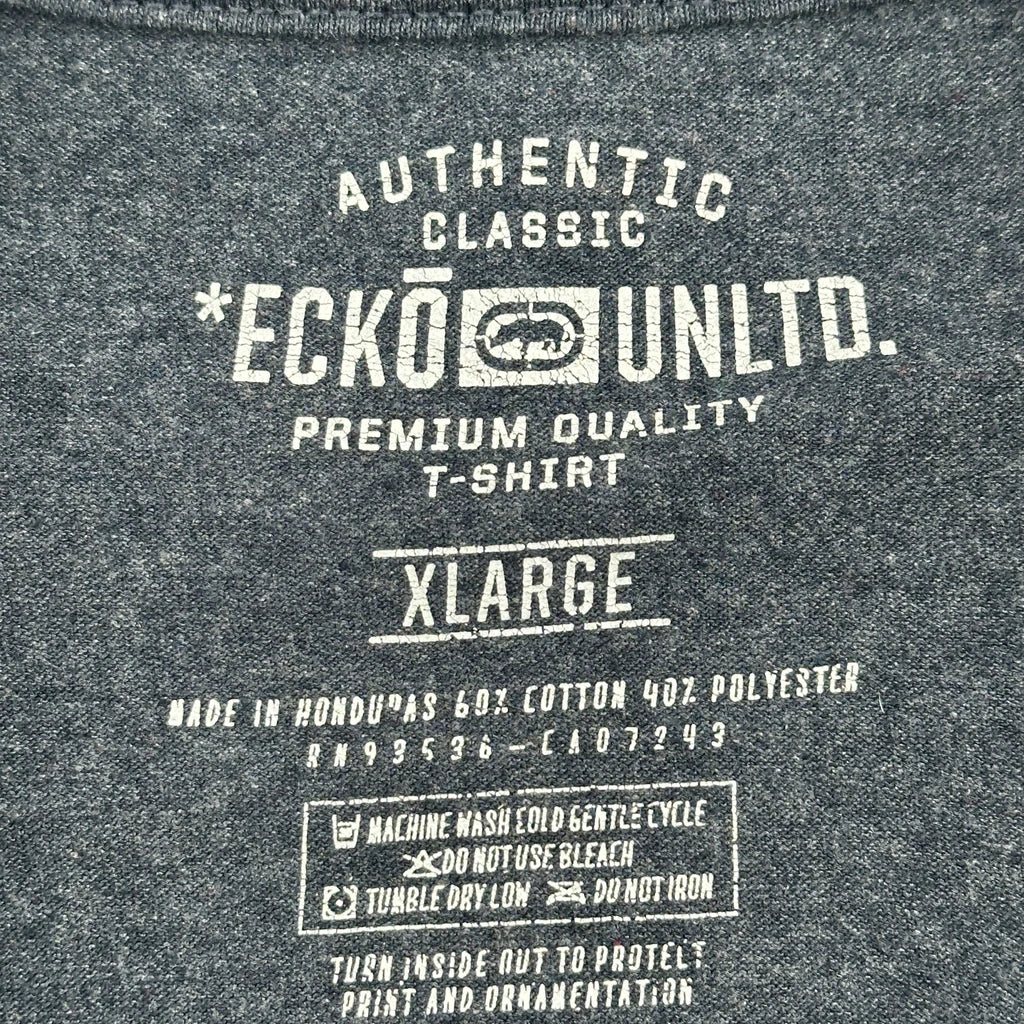 AUTHENTIC
CLASSIC
*ECKŌ UNLTD.
PREMIUM QUALITY
T-SHIRT
XLARGE
MADE IN HONDURAS 60% COTTON 40% POLYESTER
RN93536-CA07243
MACHINE WASH COLD GENTLE CYCLE
DO NOT USE BLEACH
TUMBLE DRY LOW DO NOT IRON
TURN INSIDE OUT TO PROTECT
PRINT AND ORNAMENTATION